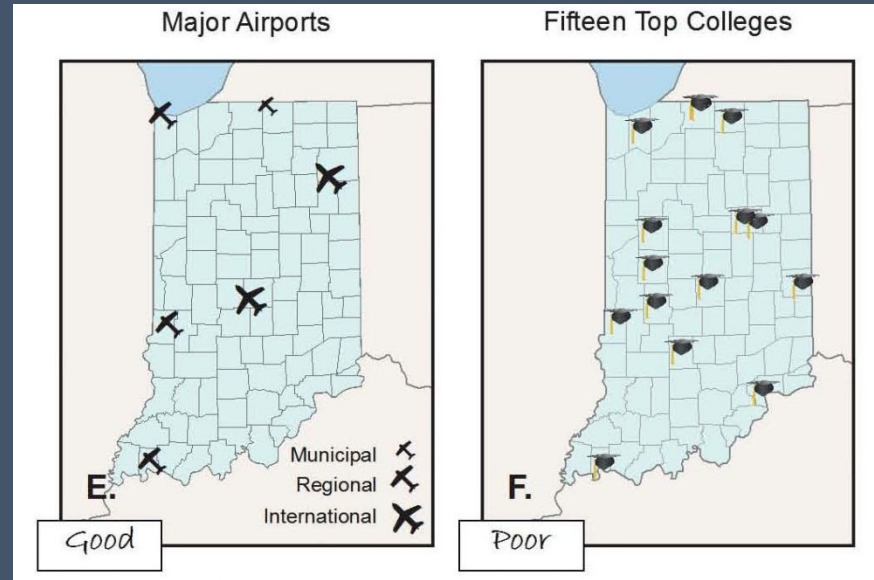 Major Airports
Fifteen Top Colleges
Municipal
Regional
International
E.
Good
F.
Poor